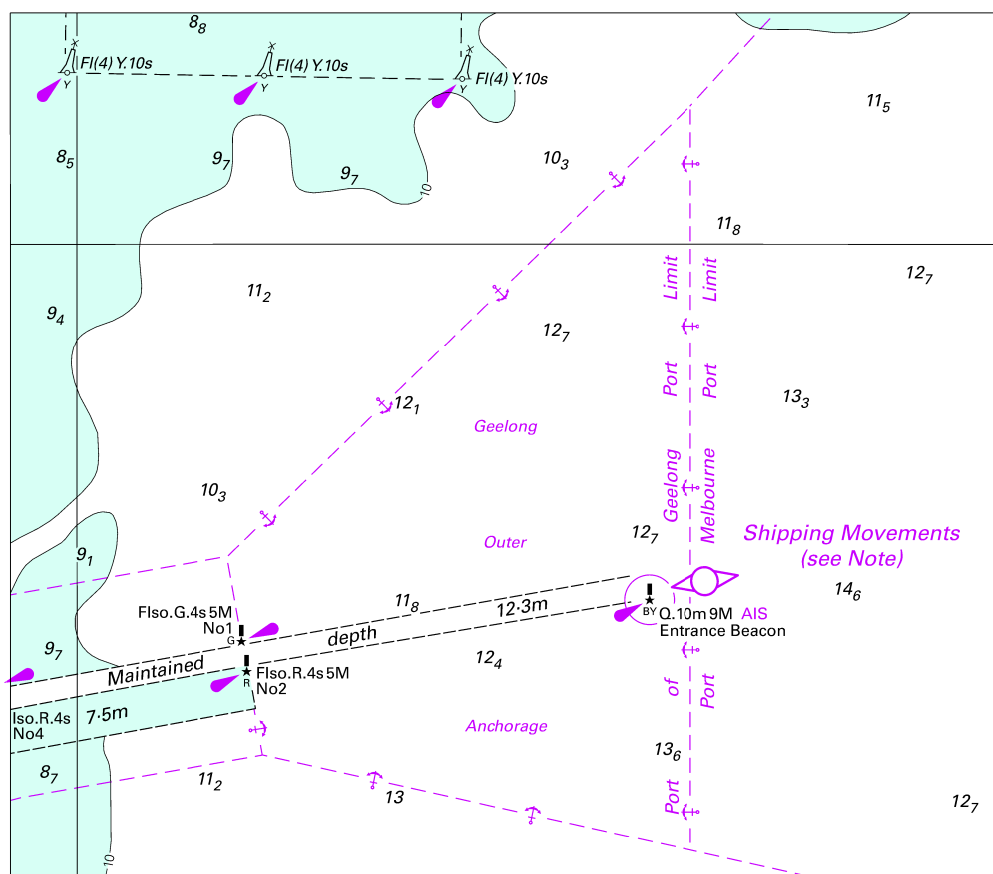 8₈
Fl(4) Y.10s
Fl(4) Y.10s
Fl(4) Y.10s
Y
Y
Y
11₅
8₅
9₇
9₇
10₃
10
11₈
12₇
11₂
9₄
12₇
Geelong Port Limit
Melbourne Port Limit
13₃
12₁
Geelong
10₃
12₇
Shipping Movements
(see Note)
Outer
9₁
14₆
11₈
12·3m
FIso.G.4s 5M
No1
G
BY
Q.10m 9M AIS
Entrance Beacon
depth
9₇
Maintained
12₄
FIso.R.4s 5M
No2
R
of
Port
Iso.R.4s
No4
7·5m
Anchorage
13₆
8₇
11₂
13
Port
12₇
10